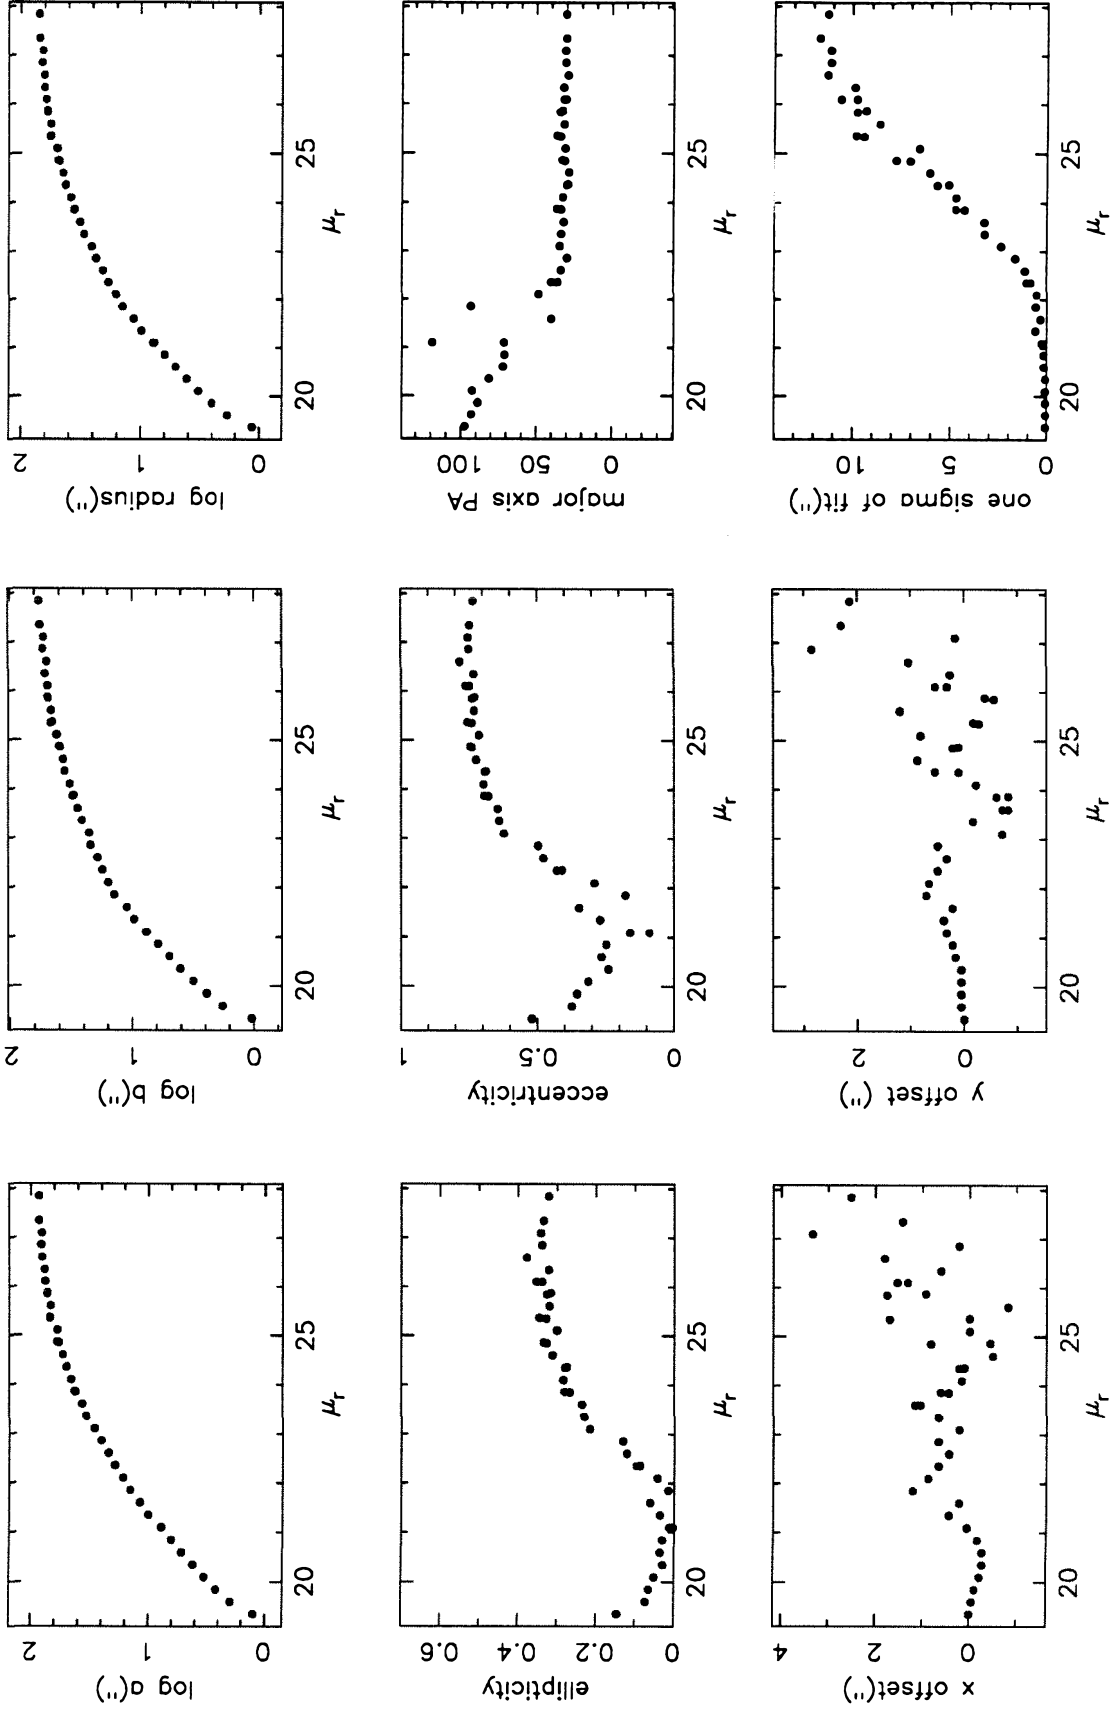 log a(")
2
1
0
20
25
μr
log b(")
2
1
0
20
25
μr
log radius(")
2
1
0
20
25
μr
ellipticity
0.6
0.4
0.2
0
20
25
μr
eccentricity
1
0.5
0
20
25
μr
major axis PA
100
50
0
20
25
μr
x offset(")
4
2
0
20
25
μr
y offset (")
2
0
20
25
μr
one sigma of fit(")
10
5
0
20
25
μr